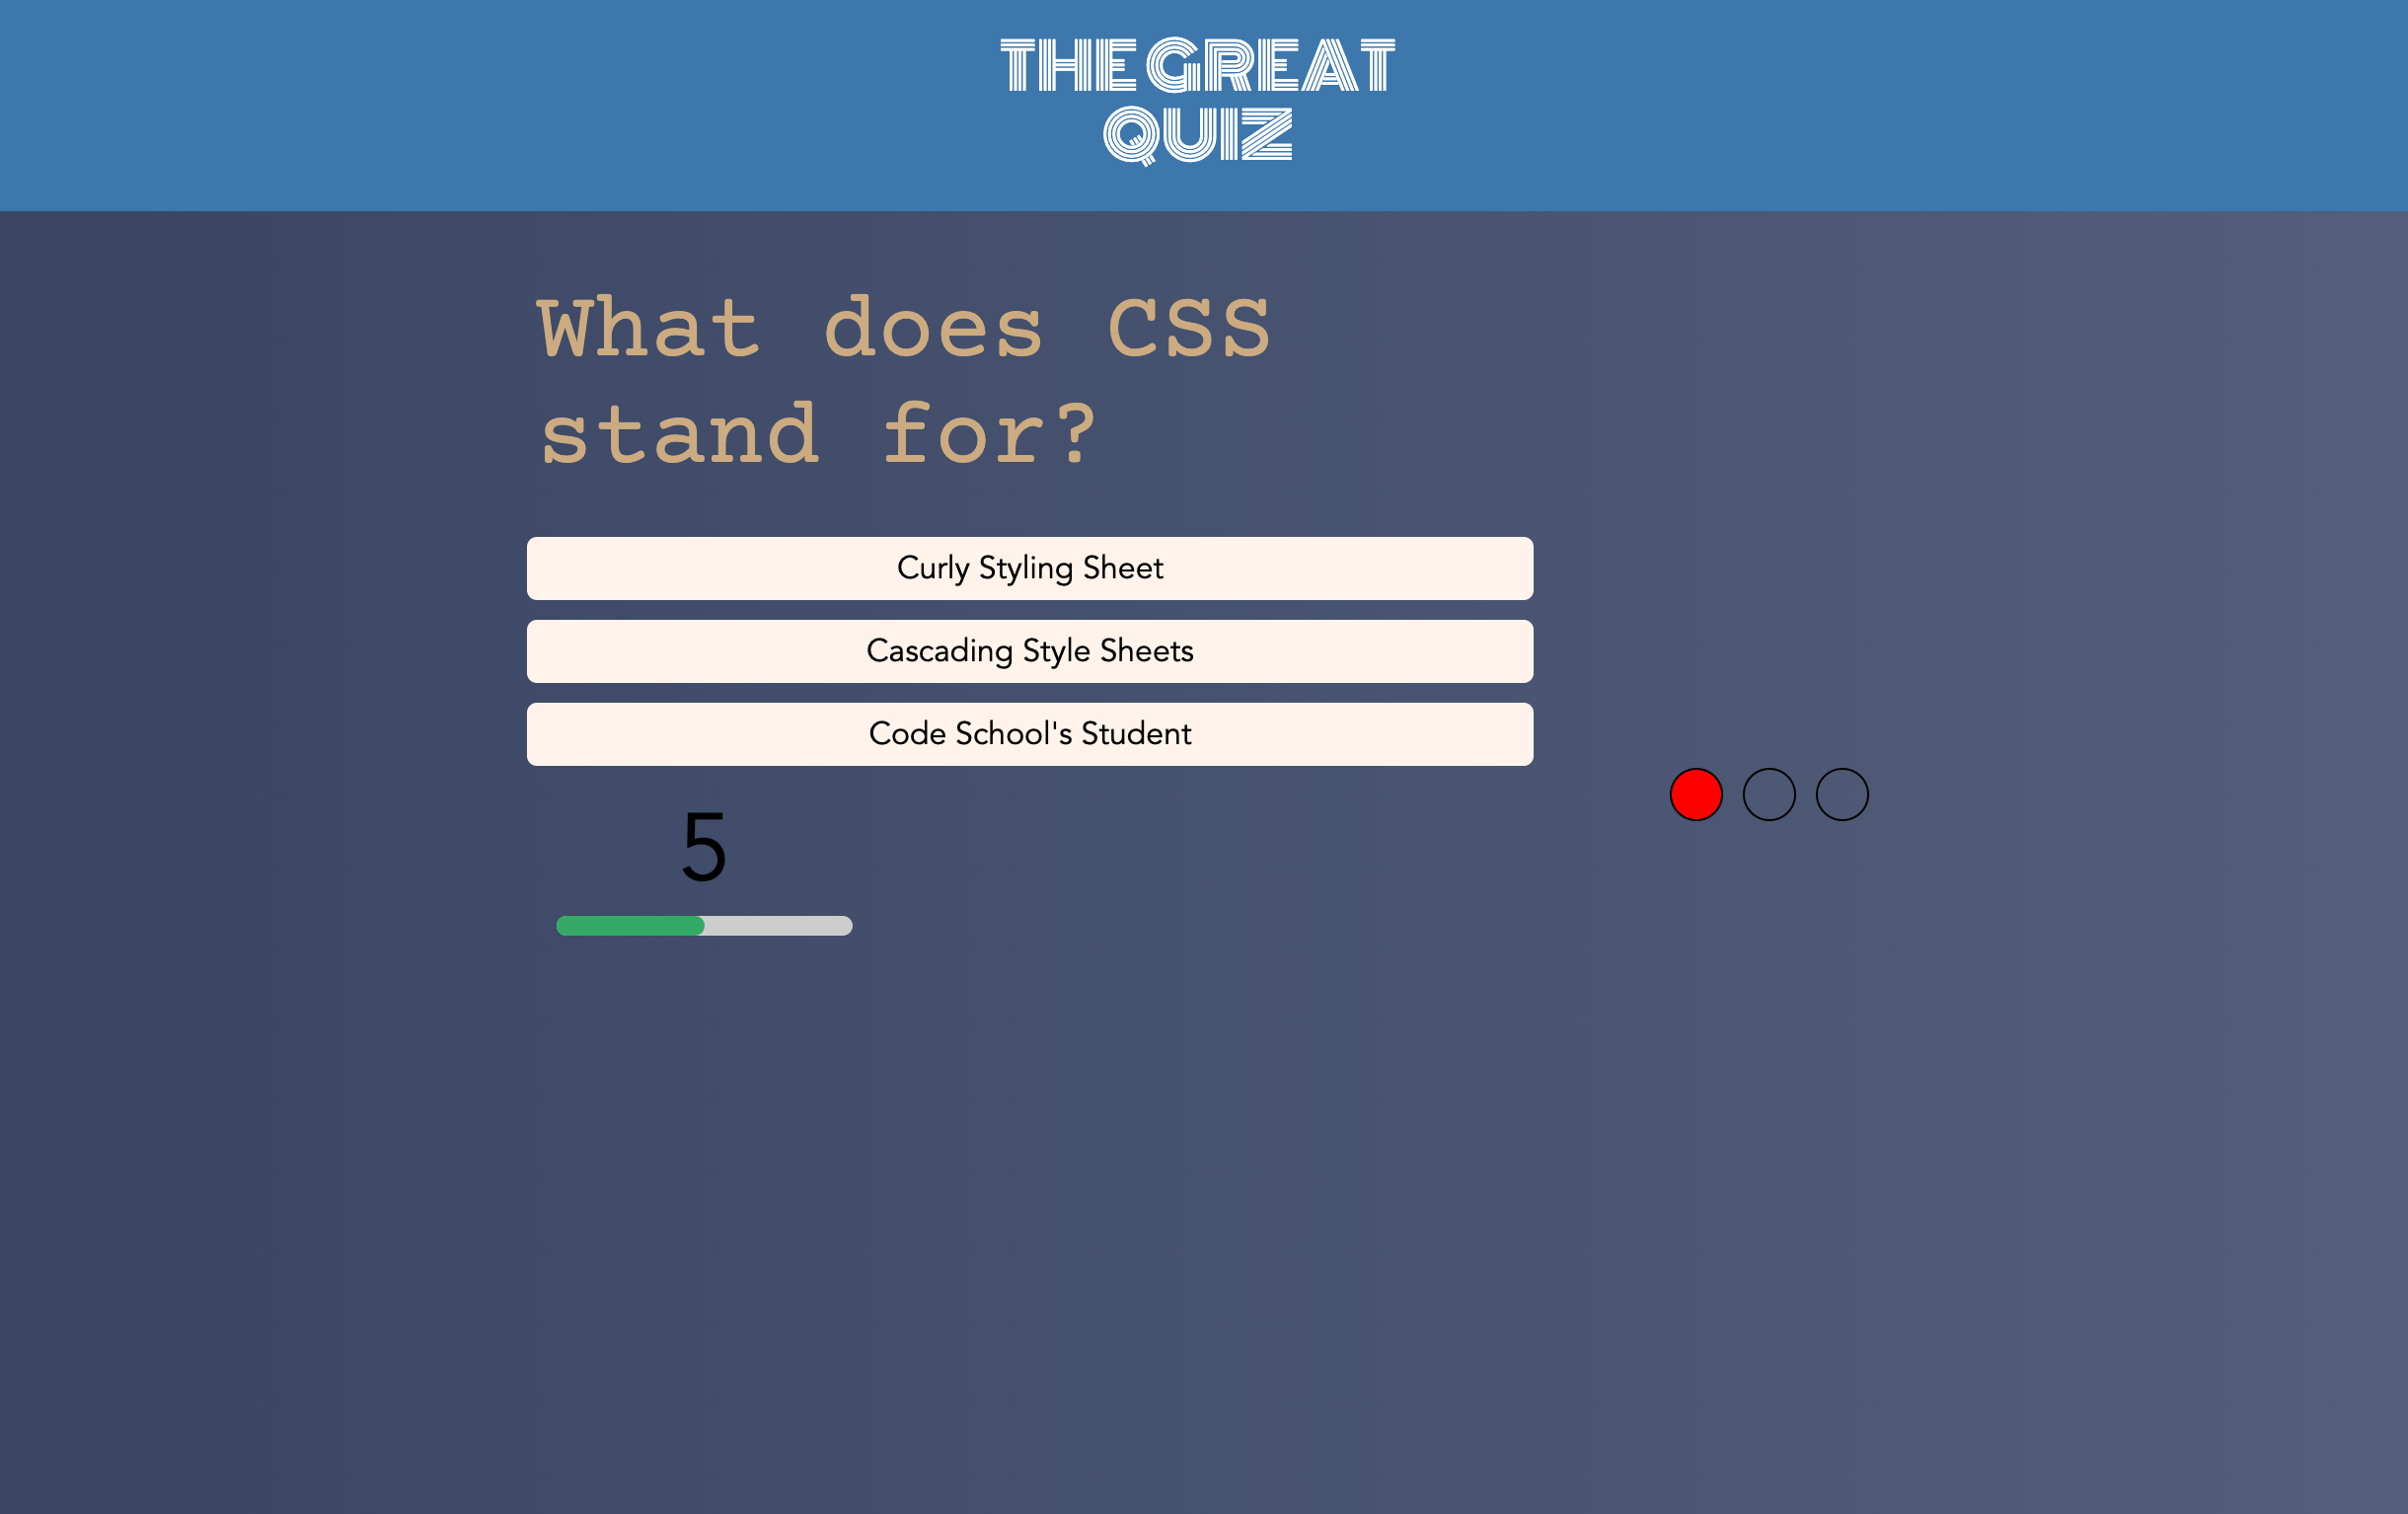 THE GREAT
QUIZ
What does CSS
stand for?
Curly Styling Sheet
Cascading Style Sheets
Code School's Student
5